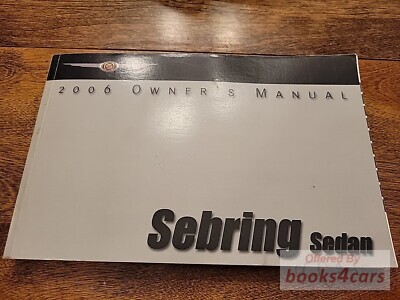 2006 OWNER'S MANUAL
Sebring Sedan
Offered By
books4cars